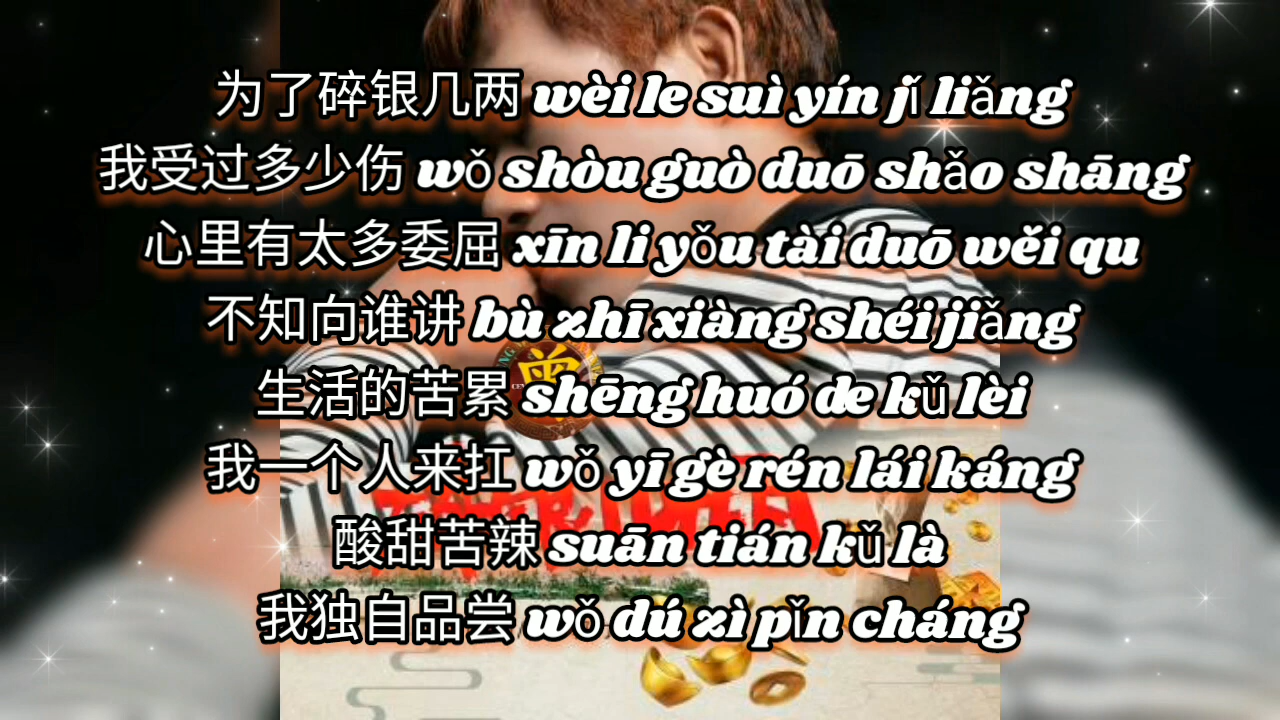 为了碎银几两 wèi le suì yín jǐ liǎng
我受过多少伤 wǒ shòu guò duō shǎo shāng
心里有太多委屈 xīn li yǒu tài duō wěi qu
不知向谁讲 bù zhī xiàng shéi jiǎng
生活的苦累 shēng huó de kǔ lèi
我一个人来扛 wǒ yī gè rén lái káng
酸甜苦辣 suān tián kǔ là
我独自品尝 wǒ dú zì pǐn cháng